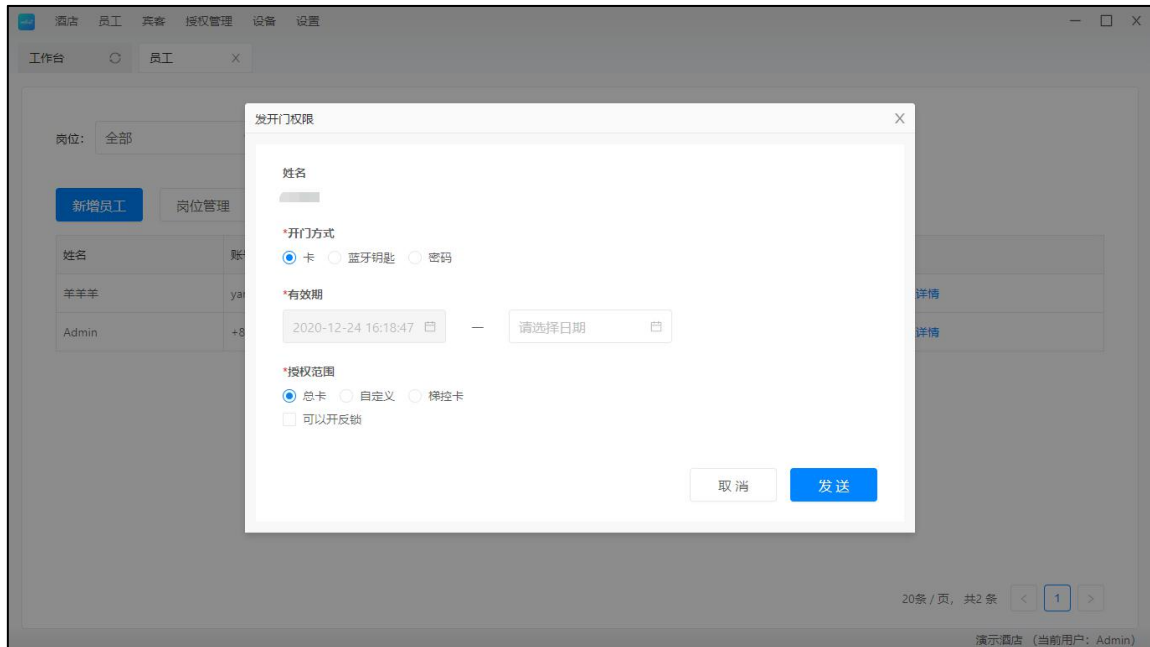 酒店 员工 宾客 授权管理 设备 设置
工作台 员工
发开门权限
岗位: 全部
姓名
新增员工 岗位管理
*开门方式
卡 蓝牙钥匙 密码
姓名 账
*有效期
羊羊羊 yar 详情
2020-12-24 16:18:47 — 请选择日期
Admin +8 详情
*授权范围
总卡 自定义 梯控卡
可以开反锁
取消 发送
20条 / 页, 共2 条 < 1 >
演示酒店 (当前用户: Admin)